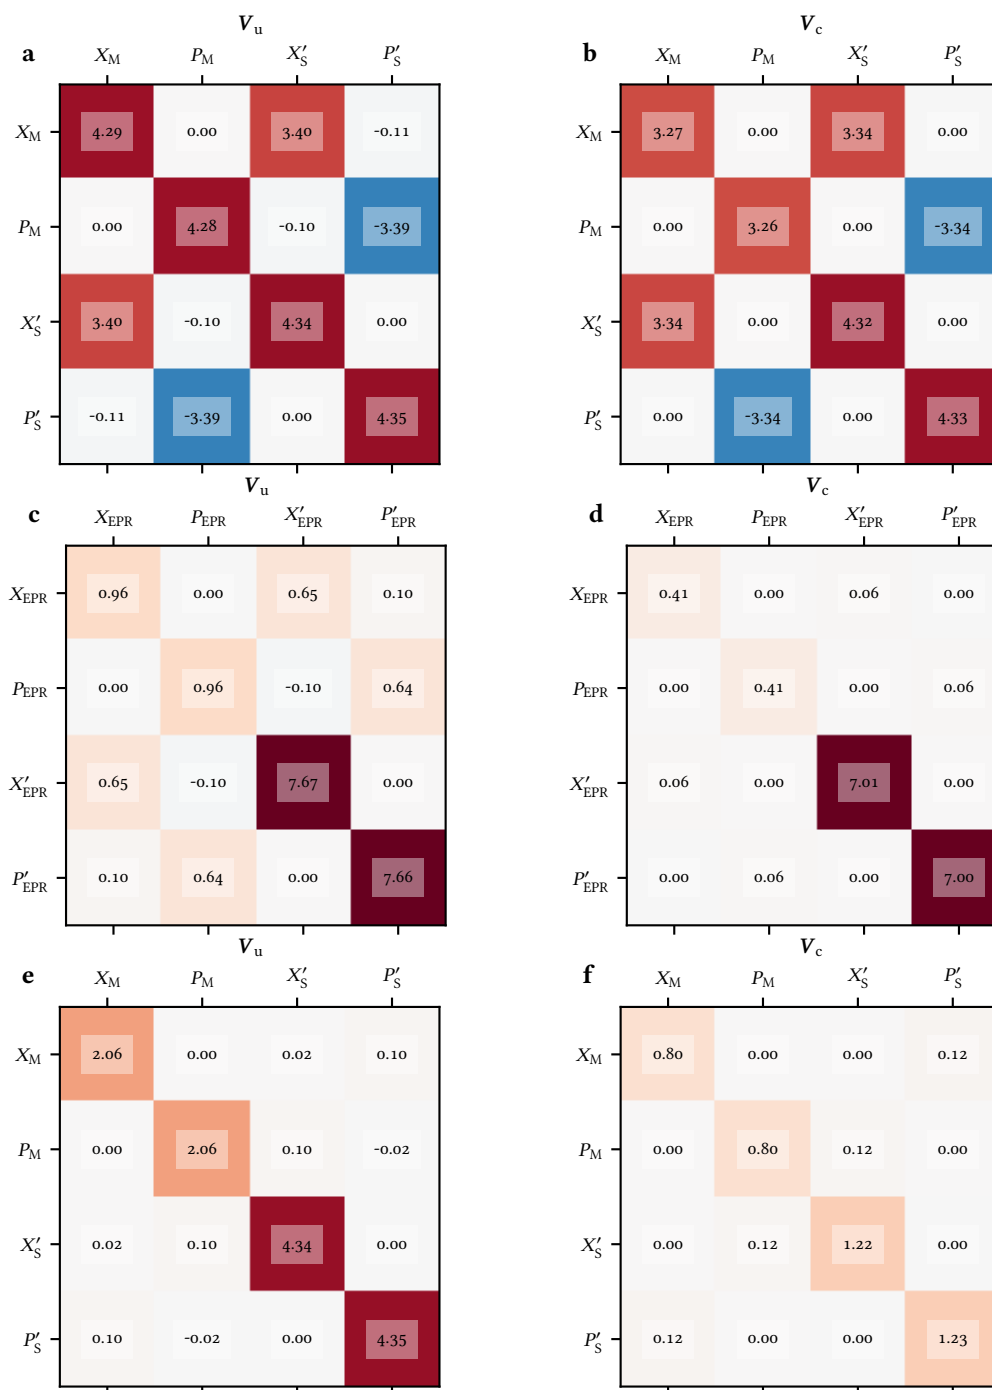 V_u V_c
a X_M P_M X′_S P′_S b X_M P_M X′_S P′_S
X_M 4.29 0.00 3.40 -0.11 X_M 3.27 0.00 3.34 0.00
P_M 0.00 4.28 -0.10 -3.39 P_M 0.00 3.26 0.00 -3.34
X′_S 3.40 -0.10 4.34 0.00 X′_S 3.34 0.00 4.32 0.00
P′_S -0.11 -3.39 0.00 4.35 P′_S 0.00 -3.34 0.00 4.33
V_u V_c
c X_EPR P_EPR X′_EPR P′_EPR d X_EPR P_EPR X′_EPR P′_EPR
X_EPR 0.96 0.00 0.65 0.10 X_EPR 0.41 0.00 0.06 0.00
P_EPR 0.00 0.96 -0.10 0.64 P_EPR 0.00 0.41 0.00 0.06
X′_EPR 0.65 -0.10 7.67 0.00 X′_EPR 0.06 0.00 7.01 0.00
P′_EPR 0.10 0.64 0.00 7.66 P′_EPR 0.00 0.06 0.00 7.00
V_u V_c
e X_M P_M X′_S P′_S f X_M P_M X′_S P′_S
X_M 2.06 0.00 0.02 0.10 X_M 0.80 0.00 0.00 0.12
P_M 0.00 2.06 0.10 -0.02 P_M 0.00 0.80 0.12 0.00
X′_S 0.02 0.10 4.34 0.00 X′_S 0.00 0.12 1.22 0.00
P′_S 0.10 -0.02 0.00 4.35 P′_S 0.12 0.00 0.00 1.23